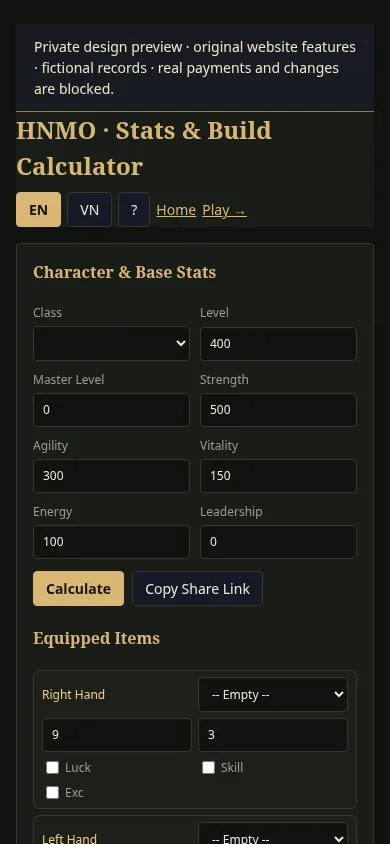 Private design preview · original website features
· fictional records · real payments and changes
are blocked.
HNMO · Stats & Build
Calculator
EN VN ? Home Play →
Character & Base Stats
Class Level
400
Master Level Strength
0 500
Agility Vitality
300 150
Energy Leadership
100 0
Calculate Copy Share Link
Equipped Items
Right Hand -- Empty --
9 3
Luck Skill
Exc
Left Hand -- Empty --